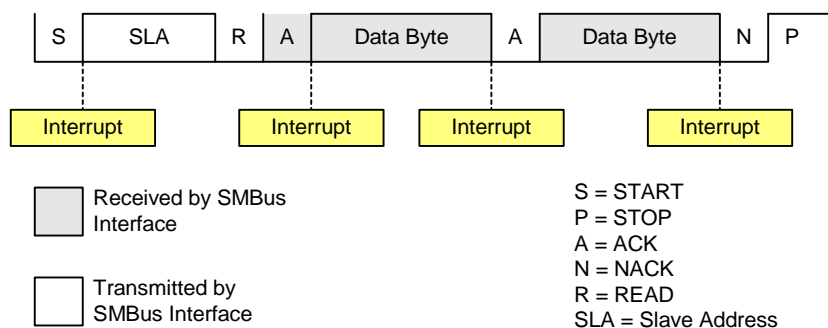 S SLA R A Data Byte A Data Byte N P
Interrupt Interrupt Interrupt Interrupt
Received by SMBus
Interface
Transmitted by
SMBus Interface
S = START
P = STOP
A = ACK
N = NACK
R = READ
SLA = Slave Address